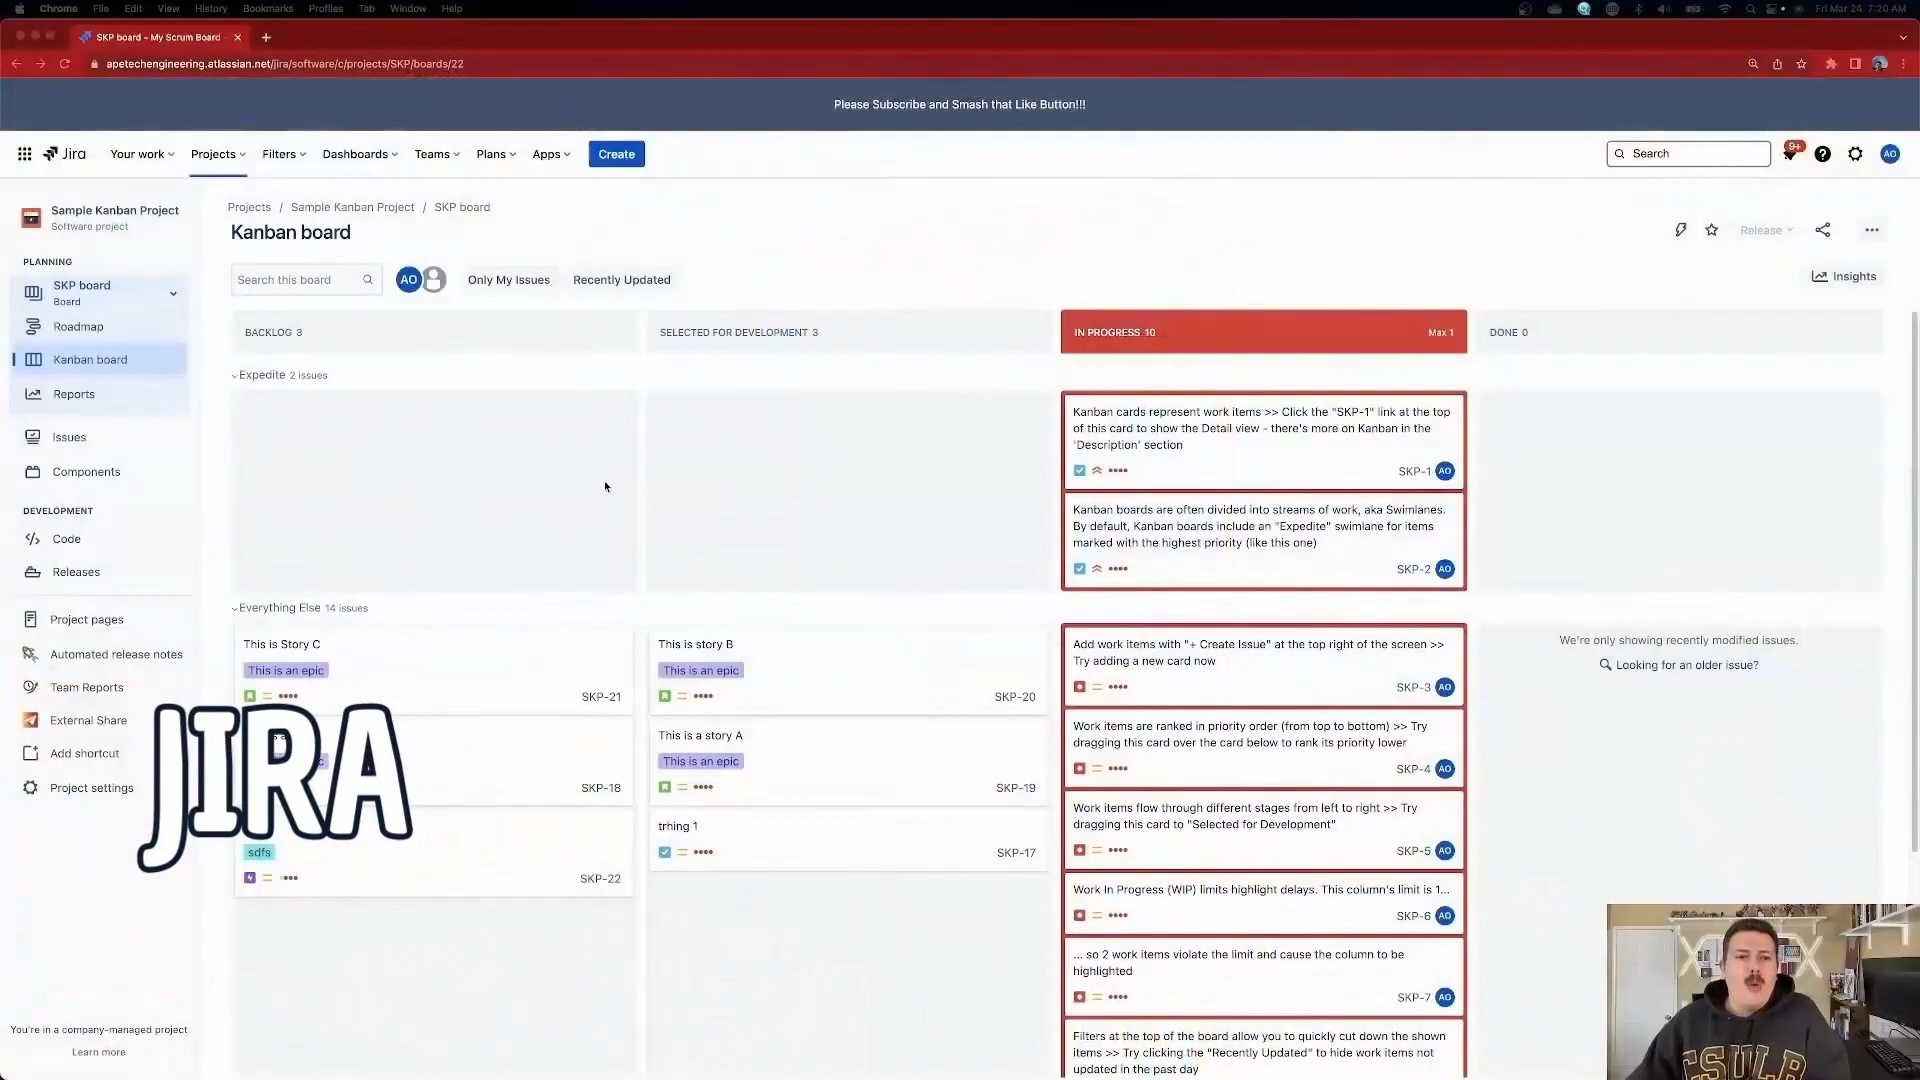 Chrome File Edit View History Bookmarks Profiles Tab Window Help
Fri Mar 24 7:20 AM
SKP board - My Scrum Board
apetechengineering.atlassian.net/jira/software/c/projects/SKP/boards/22
Please Subscribe and Smash that Like Button!!!
Jira Your work Projects Filters Dashboards Teams Plans Apps Create
Search 9+ AO
Sample Kanban Project
Software project
PLANNING
SKP board
Board
Roadmap
Kanban board
Reports
Issues
Components
DEVELOPMENT
Code
Releases
Project pages
Automated release notes
Team Reports
External Share
Add shortcut
Project settings
You're in a company-managed project
Learn more
Projects / Sample Kanban Project / SKP board
Kanban board
Release
Search this board AO Only My Issues Recently Updated
Insights
BACKLOG 3
SELECTED FOR DEVELOPMENT 3
IN PROGRESS 10 Max 1
DONE 0
Expedite 2 issues
Kanban cards represent work items >> Click the "SKP-1" link at the top
of this card to show the Detail view - there's more on Kanban in the
'Description' section
SKP-1 AO
Kanban boards are often divided into streams of work, aka Swimlanes.
By default, Kanban boards include an "Expedite" swimlane for items
marked with the highest priority (like this one)
SKP-2 AO
Everything Else 14 issues
This is Story C
This is an epic
SKP-21
SKP-18
sdfs
SKP-22
This is story B
This is an epic
SKP-20
This is a story A
This is an epic
SKP-19
trhing 1
SKP-17
Add work items with "+ Create Issue" at the top right of the screen >>
Try adding a new card now
SKP-3 AO
Work items are ranked in priority order (from top to bottom) >> Try
dragging this card over the card below to rank its priority lower
SKP-4 AO
Work items flow through different stages from left to right >> Try
dragging this card to "Selected for Development"
SKP-5 AO
Work In Progress (WIP) limits highlight delays. This column's limit is 1...
SKP-6 AO
... so 2 work items violate the limit and cause the column to be
highlighted
SKP-7 AO
Filters at the top of the board allow you to quickly cut down the shown
items >> Try clicking the "Recently Updated" to hide work items not
updated in the past day
We're only showing recently modified issues.
Looking for an older issue?
JIRA
CSULB